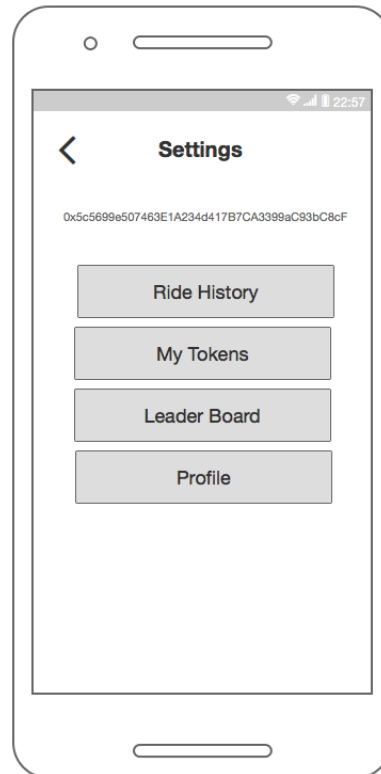 22:57
Settings
0x5c5699e507463E1A234d417B7CA3399aC93bC8cF
Ride History
My Tokens
Leader Board
Profile